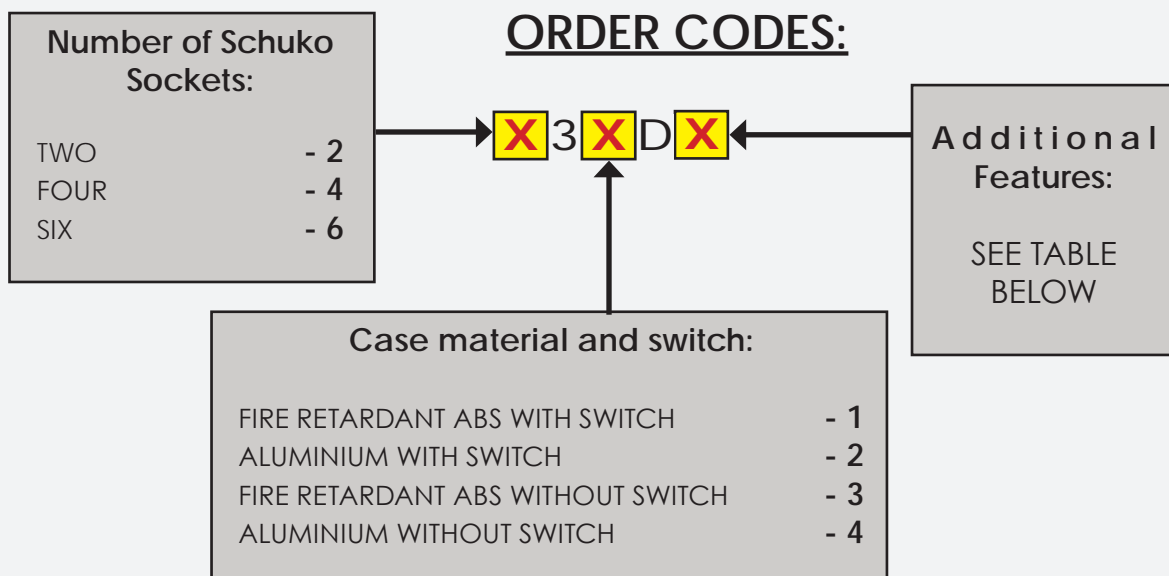 ORDER CODES:
Number of Schuko
Sockets:
TWO - 2
FOUR - 4
SIX - 6
X3XDX
Additional
Features:
SEE TABLE
BELOW
Case material and switch:
FIRE RETARDANT ABS WITH SWITCH - 1
ALUMINIUM WITH SWITCH - 2
FIRE RETARDANT ABS WITHOUT SWITCH - 3
ALUMINIUM WITHOUT SWITCH - 4